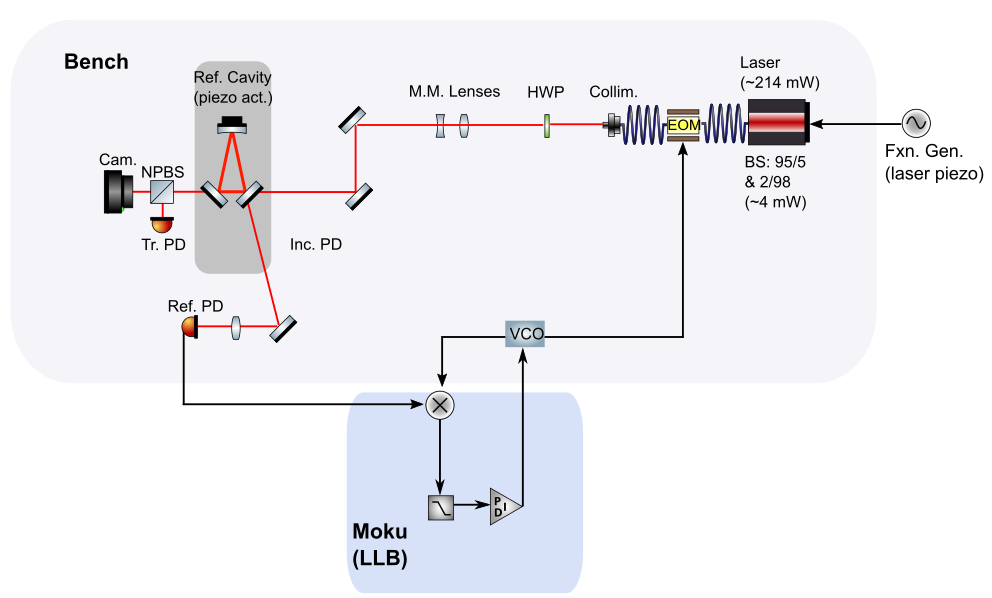 Bench
Ref. Cavity
(piezo act.)
M.M. Lenses
HWP
Collim.
Laser
(~214 mW)
EOM
Fxn. Gen.
(laser piezo)
BS: 95/5
& 2/98
(~4 mW)
Cam.
NPBS
Tr. PD
Inc. PD
Ref. PD
VCO
P
I
D
Moku
(LLB)